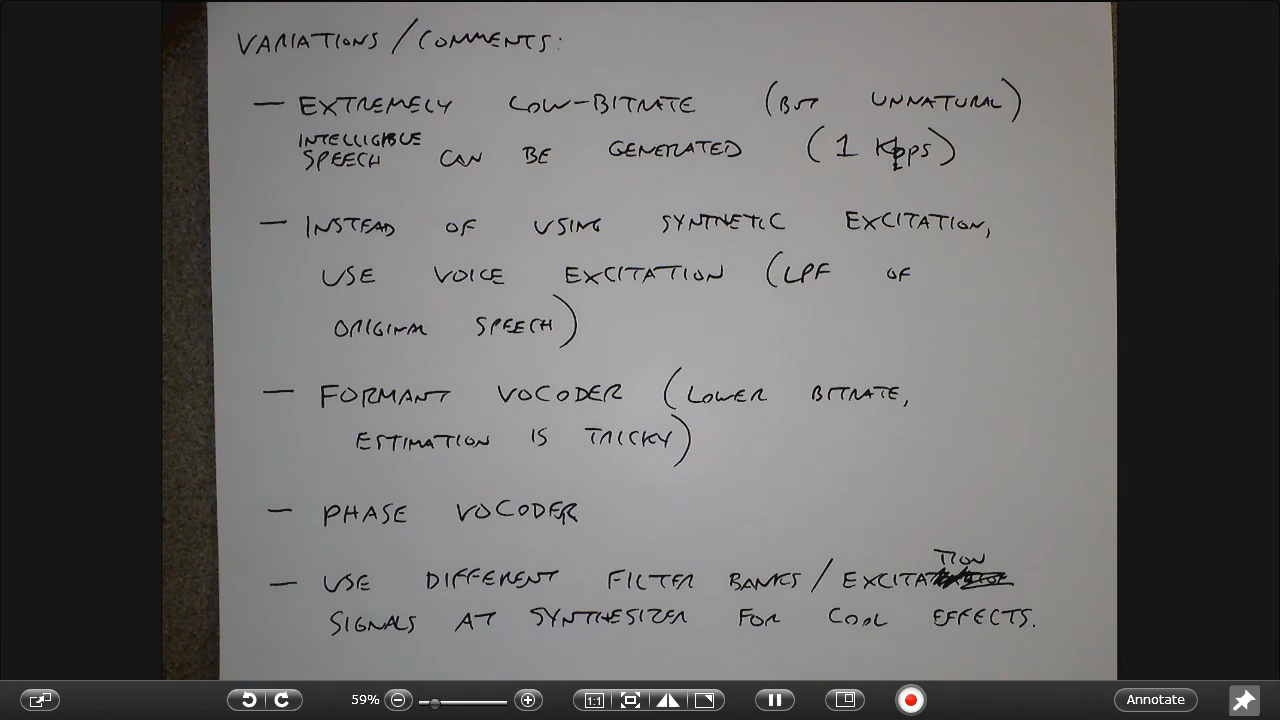 VARIATIONS / COMMENTS:
— EXTREMELY LOW-BITRATE (BUT UNNATURAL)
INTELLIGIBLE
SPEECH CAN BE GENERATED (1 Kbps)
— INSTEAD OF USING SYNTHETIC EXCITATION,
USE VOICE EXCITATION (LPF OF
ORIGINAL SPEECH)
— FORMANT VOCODER (LOWER BITRATE,
ESTIMATION IS TRICKY)
— PHASE VOCODER
TION
— USE DIFFERENT FILTER BANKS / EXCITA
SIGNALS AT SYNTHESIZER FOR COOL EFFECTS.
59% 1:1 Annotate